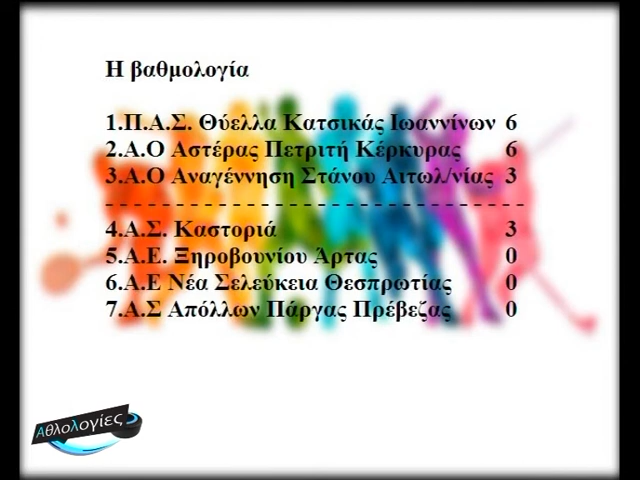 Η βαθμολογία
1.Π.Α.Σ. Θύελλα Κατσικάς Ιωαννίνων 6
2.Α.Ο Αστέρας Πετριτή Κέρκυρας 6
3.Α.Ο Αναγέννηση Στάνου Αιτωλ/νίας 3
- - - - - - - - - - - - - - - - - - - - - - - - - - - - - -
4.Α.Σ. Καστοριά 3
5.Α.Ε. Ξηροβουνίου Άρτας 0
6.Α.Ε Νέα Σελεύκεια Θεσπρωτίας 0
7.Α.Σ Απόλλων Πάργας Πρέβεζας 0
Αθλολογίες